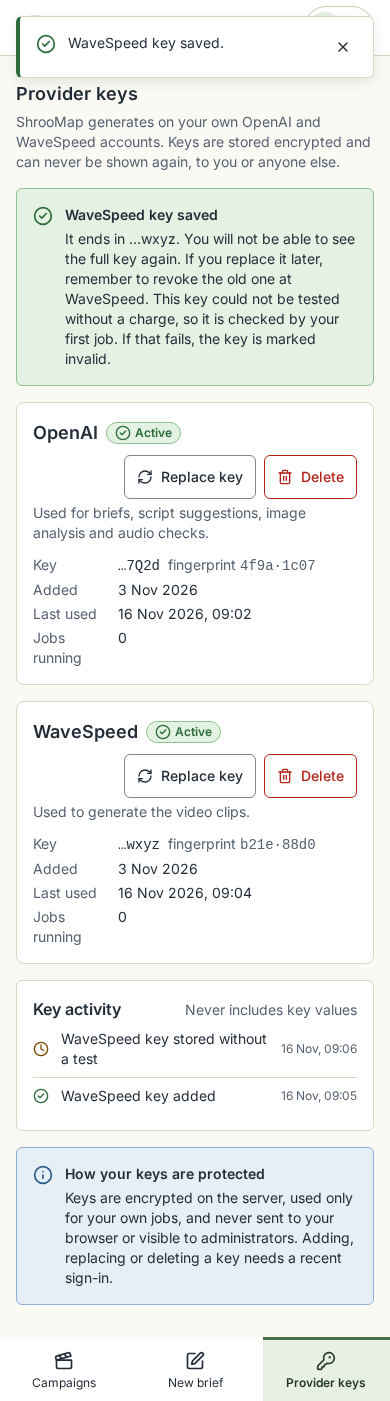 WaveSpeed key saved.
Provider keys
ShrooMap generates on your own OpenAI and
WaveSpeed accounts. Keys are stored encrypted and
can never be shown again, to you or anyone else.
WaveSpeed key saved
It ends in …wxyz. You will not be able to see
the full key again. If you replace it later,
remember to revoke the old one at
WaveSpeed. This key could not be tested
without a charge, so it is checked by your
first job. If that fails, the key is marked
invalid.
OpenAI Active
Replace key Delete
Used for briefs, script suggestions, image
analysis and audio checks.
Key …7Q2d fingerprint 4f9a·1c07
Added 3 Nov 2026
Last used 16 Nov 2026, 09:02
Jobs running 0
WaveSpeed Active
Replace key Delete
Used to generate the video clips.
Key …wxyz fingerprint b21e·88d0
Added 3 Nov 2026
Last used 16 Nov 2026, 09:04
Jobs running 0
Key activity Never includes key values
WaveSpeed key stored without
a test 16 Nov, 09:06
WaveSpeed key added 16 Nov, 09:05
How your keys are protected
Keys are encrypted on the server, used only
for your own jobs, and never sent to your
browser or visible to administrators. Adding,
replacing or deleting a key needs a recent
sign-in.
Campaigns New brief Provider keys